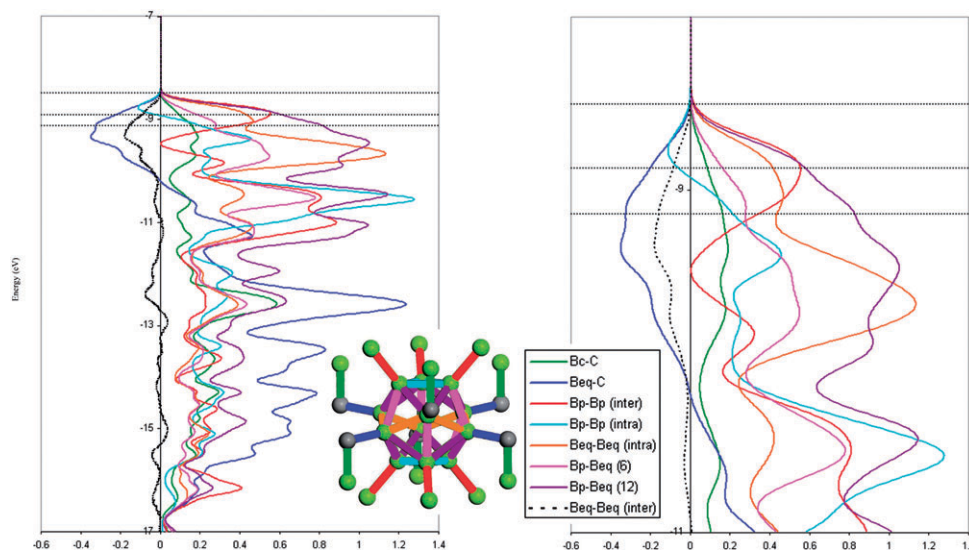 -7
-9
-11
-13
-15
-17
Energy (eV)
-0.6 -0.4 -0.2 0 0.2 0.4 0.6 0.8 1 1.2 1.4
Bc-C
Beq-C
Bp-Bp (inter)
Bp-Bp (intra)
Beq-Beq (intra)
Bp-Beq (6)
Bp-Beq (12)
Beq-Beq (inter)
-9
-11
-0.6 -0.4 -0.2 0 0.2 0.4 0.6 0.8 1 1.2 1.4